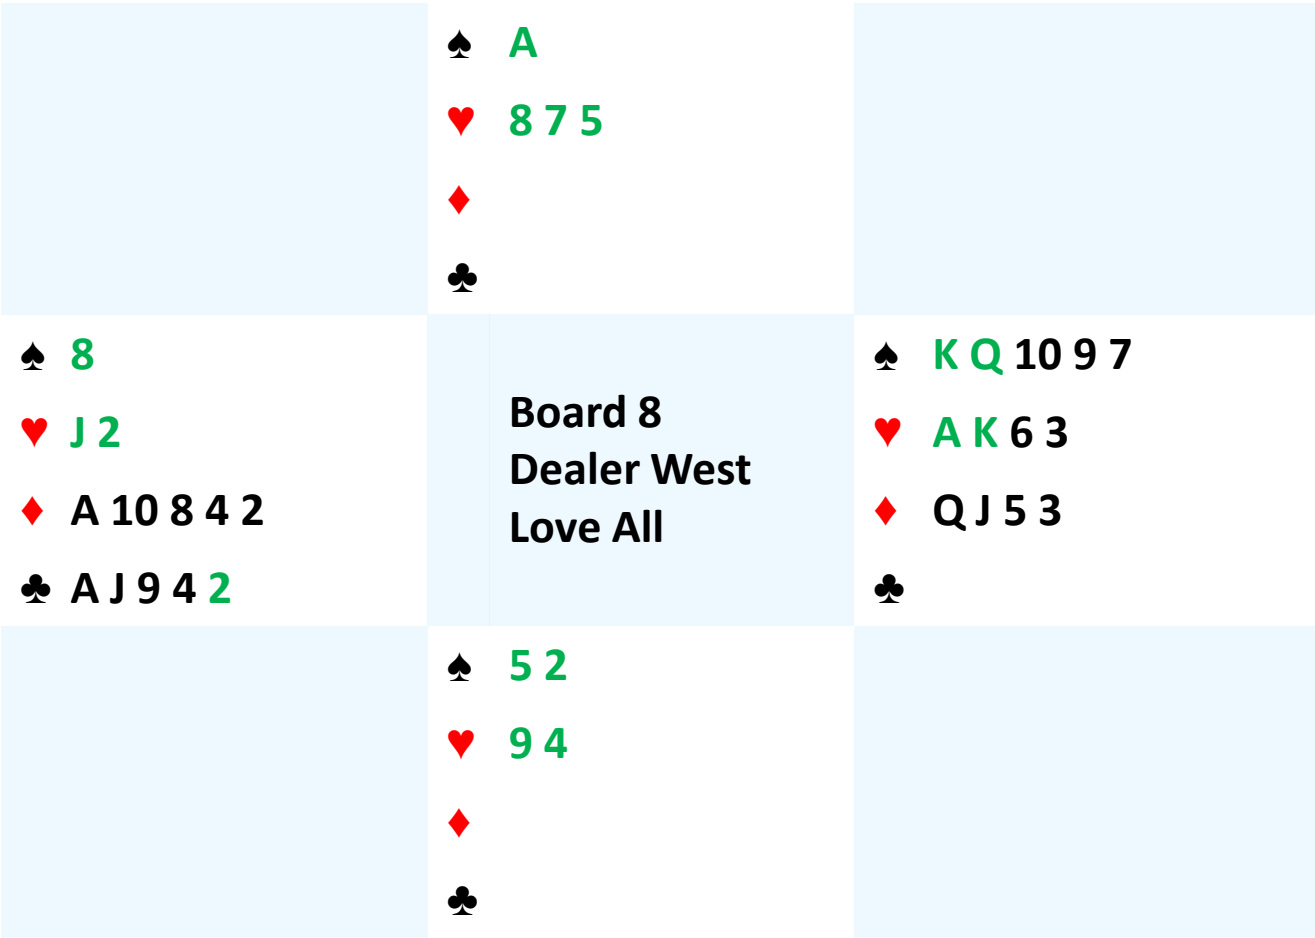 ♠ A
♥ 8 7 5
♦
♣
♠ 8
♥ J 2
♦ A 10 8 4 2
♣ A J 9 4 2
Board 8
Dealer West
Love All
♠ K Q 10 9 7
♥ A K 6 3
♦ Q J 5 3
♣
♠ 5 2
♥ 9 4
♦
♣